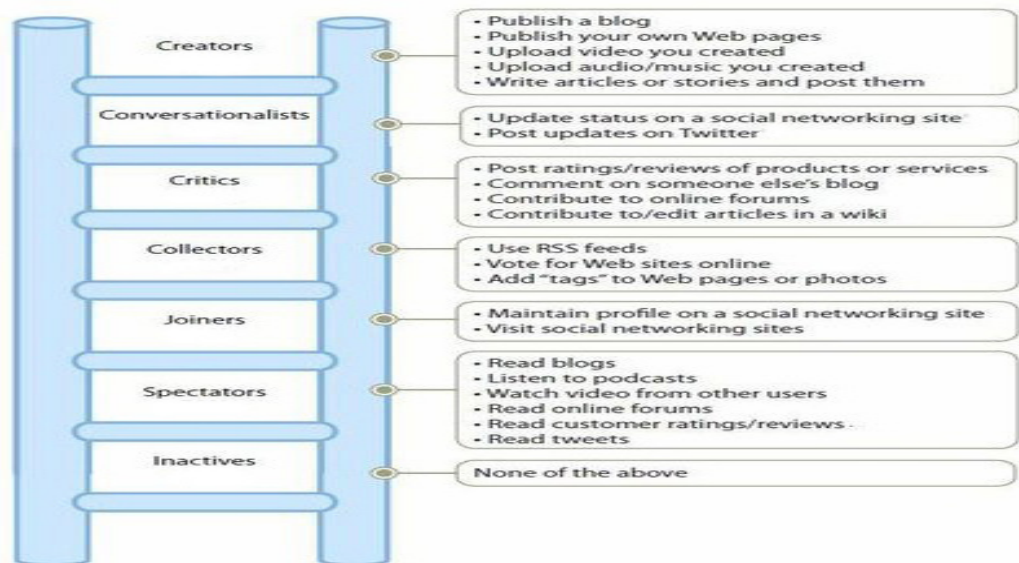 Creators
• Publish a blog
• Publish your own Web pages
• Upload video you created
• Upload audio/music you created
• Write articles or stories and post them
Conversationalists
• Update status on a social networking site
• Post updates on Twitter
Critics
• Post ratings/reviews of products or services
• Comment on someone else's blog
• Contribute to online forums
• Contribute to/edit articles in a wiki
Collectors
• Use RSS feeds
• Vote for Web sites online
• Add "tags" to Web pages or photos
Joiners
• Maintain profile on a social networking site
• Visit social networking sites
Spectators
• Read blogs
• Listen to podcasts
• Watch video from other users
• Read online forums
• Read customer ratings/reviews
• Read tweets
Inactives
None of the above